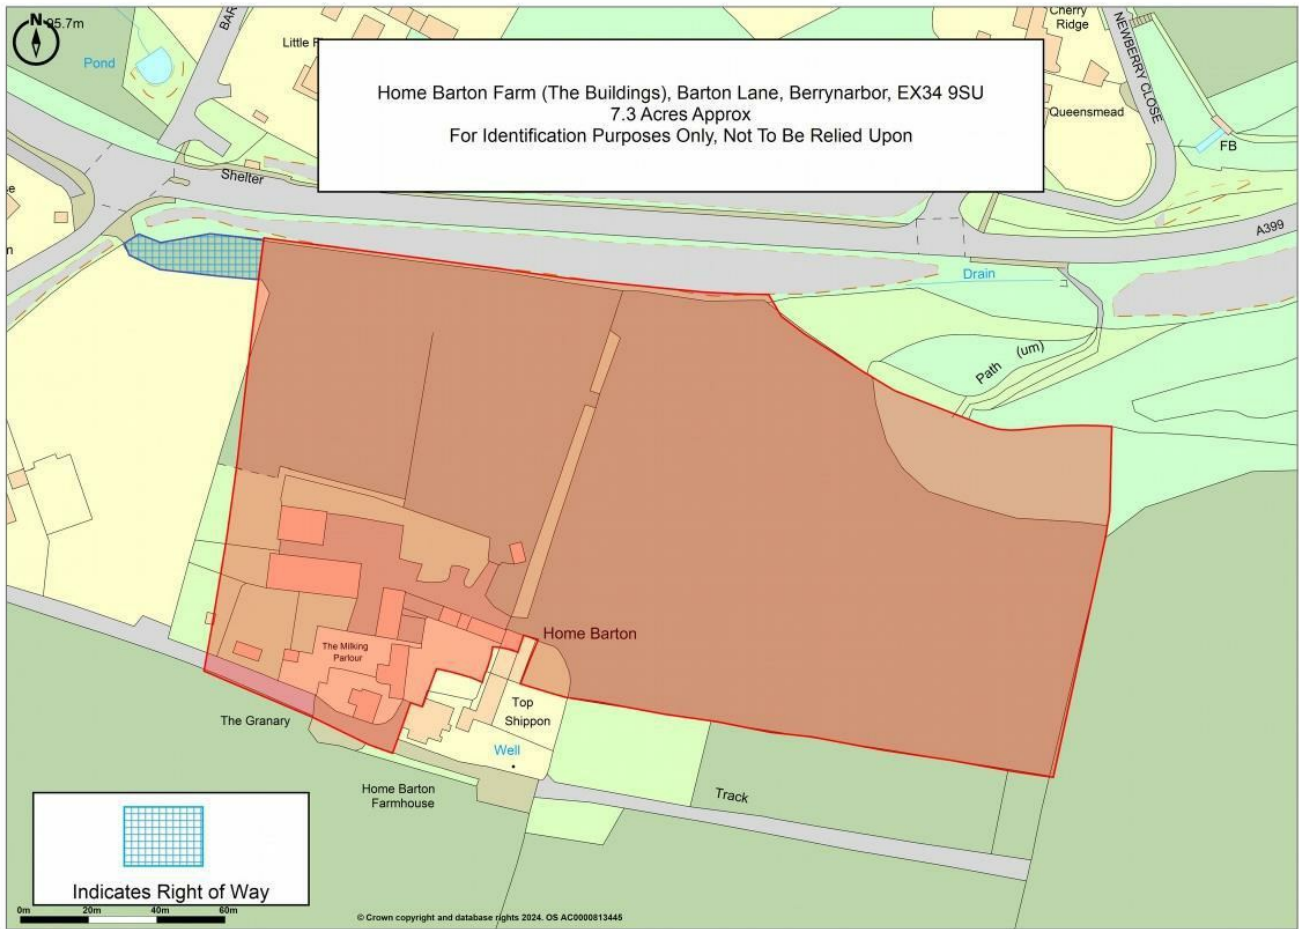 N
95.7m
BAR
Cherry
Ridge
Little
NEWBERRY CLOSE
Pond
Home Barton Farm (The Buildings), Barton Lane, Berrynarbor, EX34 9SU
7.3 Acres Approx
For Identification Purposes Only, Not To Be Relied Upon
Queensmead
FB
Shelter
A399
Drain
Path (um)
Home Barton
The Milking
Parlour
Top
Shippon
The Granary
Well
Home Barton
Farmhouse
Track
Indicates Right of Way
0m 20m 40m 60m
© Crown copyright and database rights 2024. OS AC0000813445